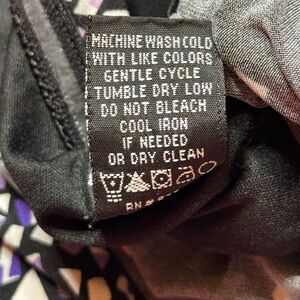 MACHINE WASH COLD
WITH LIKE COLORS
GENTLE CYCLE
TUMBLE DRY LOW
DO NOT BLEACH
COOL IRON
IF NEEDED
OR DRY CLEAN
RN #